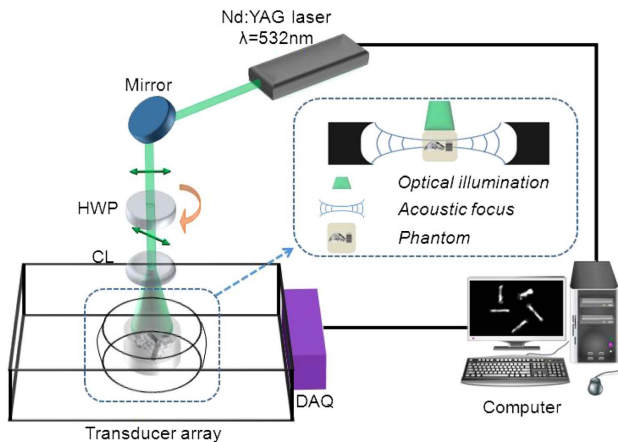 Nd:YAG laser
λ=532nm
Mirror
HWP
CL
Optical illumination
Acoustic focus
Phantom
DAQ
Computer
Transducer array